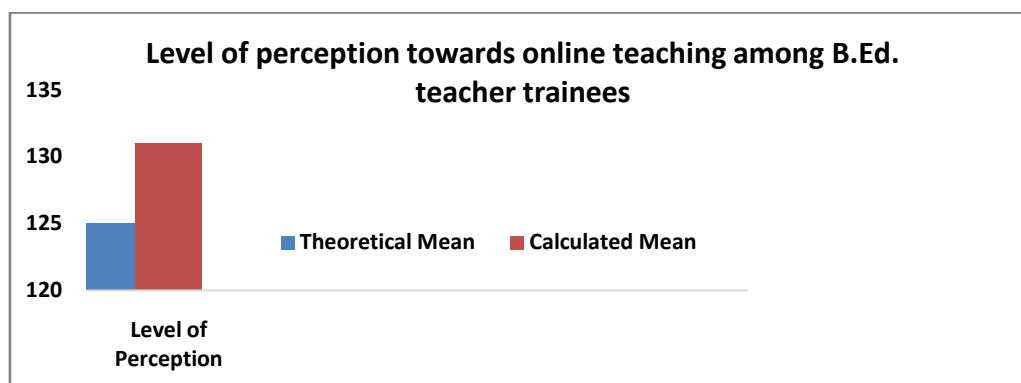 Level of perception towards online teaching among B.Ed.
teacher trainees
135
130
125
120
Theoretical Mean
Calculated Mean
Level of
Perception